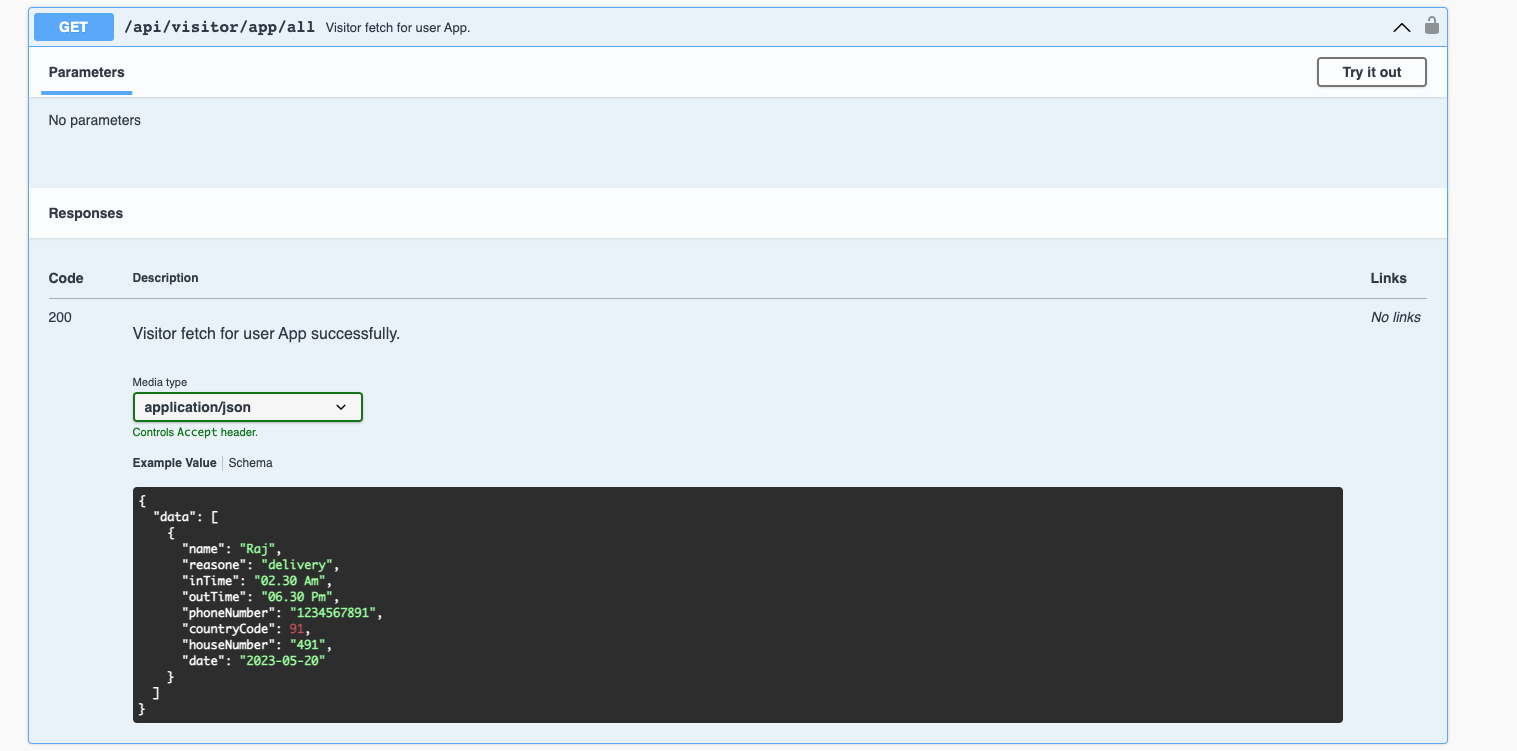 GET /api/visitor/app/all Visitor fetch for user App.
Parameters Try it out
No parameters
Responses
Code Description Links
200 No links
Visitor fetch for user App successfully.
Media type
application/json
Controls Accept header.
Example Value Schema
{
"data": [
{
"name": "Raj",
"reasone": "delivery",
"inTime": "02.30 Am",
"outTime": "06.30 Pm",
"phoneNumber": "1234567891",
"countryCode": 91,
"houseNumber": "491",
"date": "2023-05-20"
}
]
}